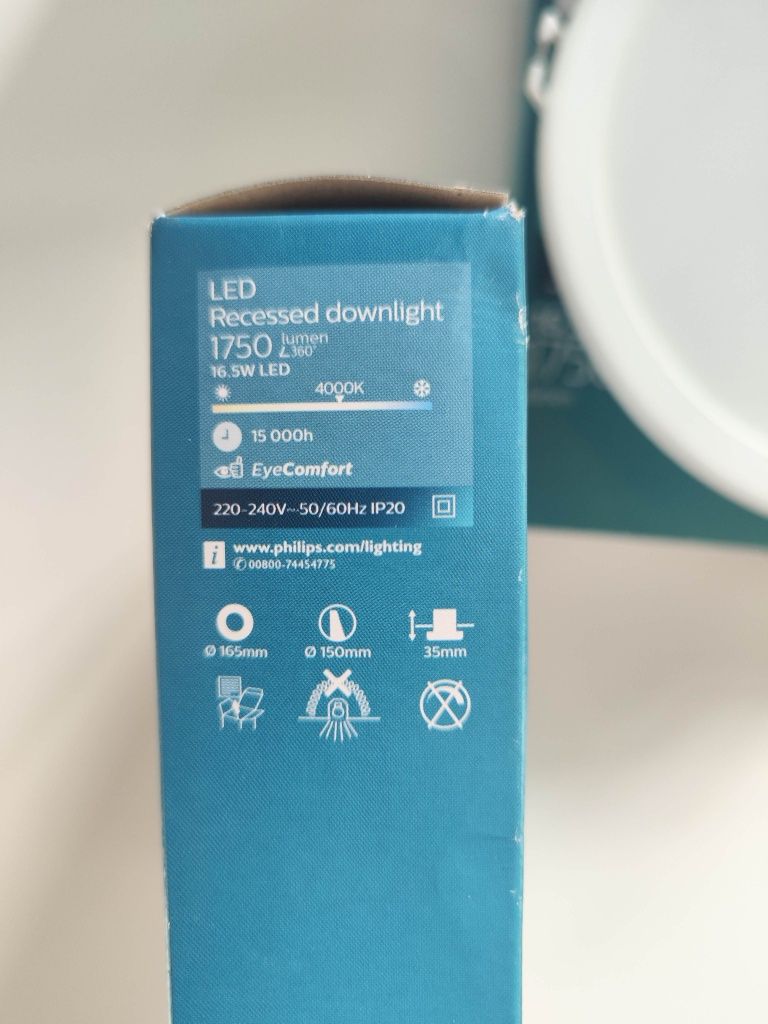 LED
Recessed downlight
1750 lumen ∠360°
16.5W LED
4000K
15 000h
EyeComfort
220-240V~50/60Hz IP20
i www.philips.com/lighting
✆00800-74454775
Ø 165mm Ø 150mm 35mm